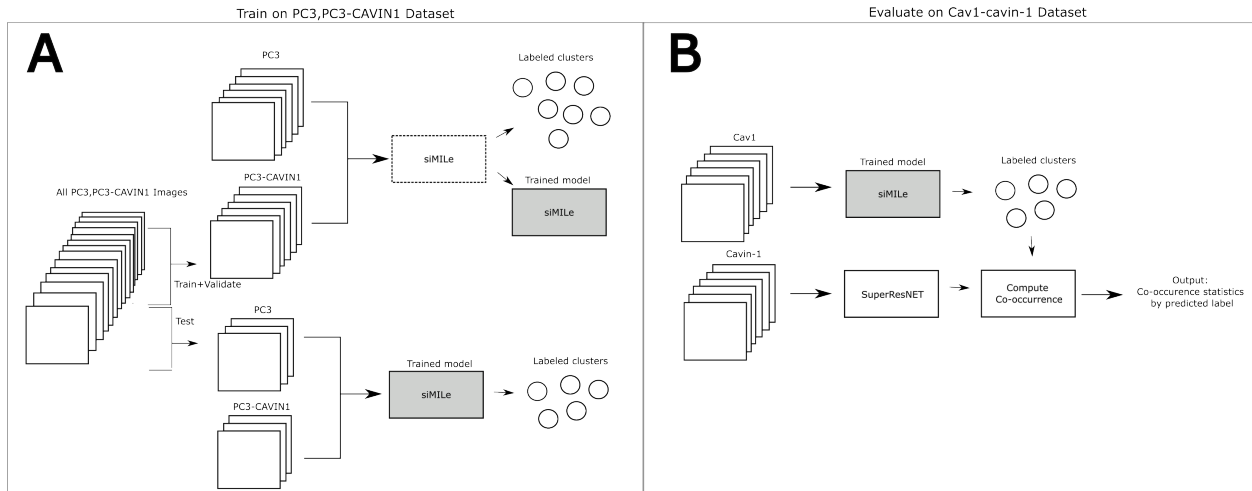 Train on PC3,PC3-CAVIN1 Dataset
A
PC3
Labeled clusters
siMILe
Trained model
siMILe
All PC3,PC3-CAVIN1 Images
PC3-CAVIN1
Train+Validate
Test
PC3
PC3-CAVIN1
Trained model
siMILe
Labeled clusters
Evaluate on Cav1-cavin-1 Dataset
B
Cav1
Trained model
siMILe
Labeled clusters
Cavin-1
SuperResNET
Compute
Co-occurrence
Output:
Co-occurence statistics
by predicted label